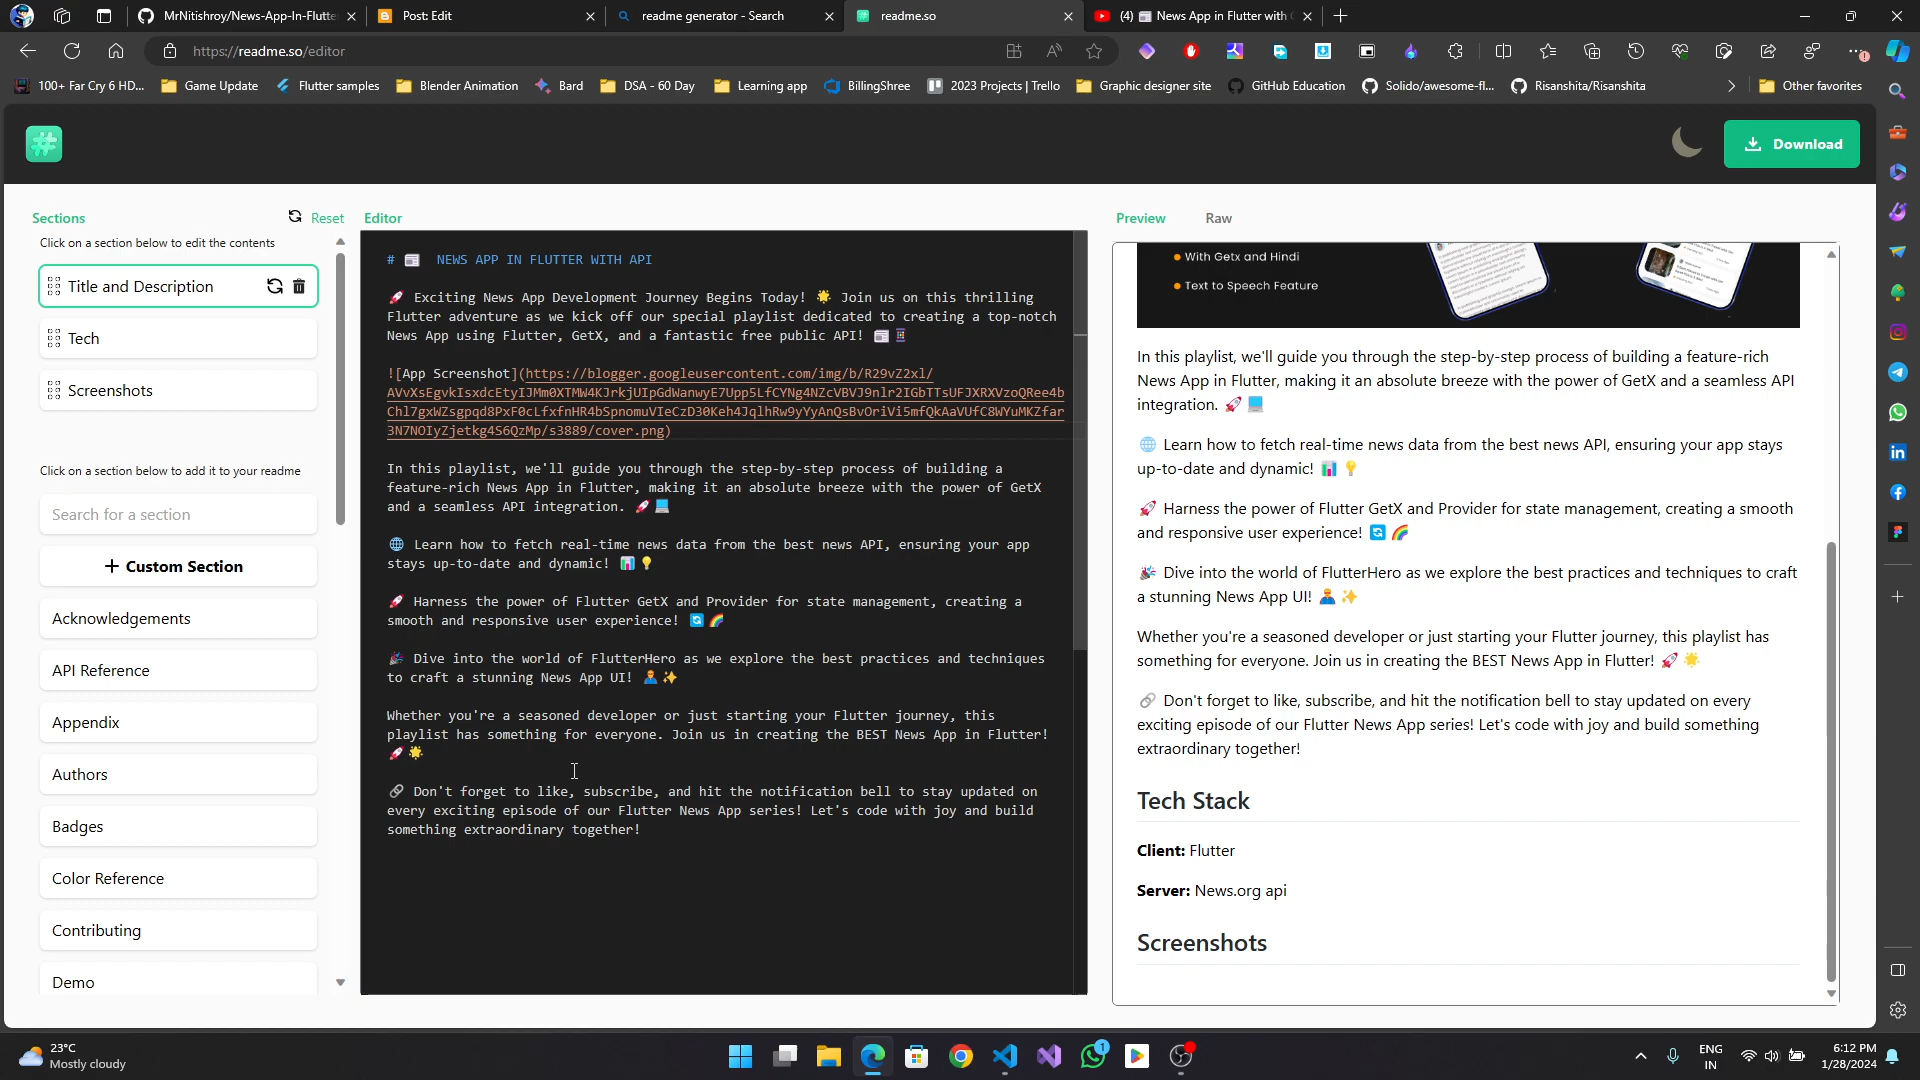 MrNitishroy/News-App-In-Flutte
Post: Edit
readme generator - Search
readme.so
(4) 📰 News App in Flutter with
https://readme.so/editor
100+ Far Cry 6 HD...
Game Update
Flutter samples
Blender Animation
Bard
DSA - 60 Day
Learning app
BillingShree
2023 Projects | Trello
Graphic designer site
GitHub Education
Solido/awesome-fl...
Risanshita/Risanshita
Other favorites
Download
Sections
Reset
Editor
Preview
Raw
Click on a section below to edit the contents
Title and Description
Tech
Screenshots
Click on a section below to add it to your readme
Search for a section
+ Custom Section
Acknowledgements
API Reference
Appendix
Authors
Badges
Color Reference
Contributing
Demo
# 📰 NEWS APP IN FLUTTER WITH API
🚀 Exciting News App Development Journey Begins Today! 🌟 Join us on this thrilling
Flutter adventure as we kick off our special playlist dedicated to creating a top-notch
News App using Flutter, GetX, and a fantastic free public API! 📰📱
![App Screenshot](https://blogger.googleusercontent.com/img/b/R29vZ2xl/
AVvXsEgvkIsxdcEtyIJMm0XTMW4KJrkjUIpGdWanwyE7Upp5LfCYNg4NZcVBVJ9nlr2IGbTTsUFJXRXVzoQRee4b
Chl7gxWZsgpqd8PxF0cLfxfnHR4bSpnomuVIeCzD30Keh4JqlhRw9yYyAnQsBvOriVi5mfQkAaVUfC8WYuMKZfar
3N7NOIyZjetkg4S6QzMp/s3889/cover.png)
In this playlist, we'll guide you through the step-by-step process of building a
feature-rich News App in Flutter, making it an absolute breeze with the power of GetX
and a seamless API integration. 🚀💻
🌐 Learn how to fetch real-time news data from the best news API, ensuring your app
stays up-to-date and dynamic! 📊💡
🚀 Harness the power of Flutter GetX and Provider for state management, creating a
smooth and responsive user experience! 🔄🌈
🎉 Dive into the world of FlutterHero as we explore the best practices and techniques
to craft a stunning News App UI! 🦸‍♂️✨
Whether you're a seasoned developer or just starting your Flutter journey, this
playlist has something for everyone. Join us in creating the BEST News App in Flutter!
🚀🌟
🔗 Don't forget to like, subscribe, and hit the notification bell to stay updated on
every exciting episode of our Flutter News App series! Let's code with joy and build
something extraordinary together!
With Getx and Hindi
Text to Speech Feature
In this playlist, we'll guide you through the step-by-step process of building a feature-rich
News App in Flutter, making it an absolute breeze with the power of GetX and a seamless API
integration. 🚀💻
🌐 Learn how to fetch real-time news data from the best news API, ensuring your app stays
up-to-date and dynamic! 📊💡
🚀 Harness the power of Flutter GetX and Provider for state management, creating a smooth
and responsive user experience! 🔄🌈
🎉 Dive into the world of FlutterHero as we explore the best practices and techniques to craft
a stunning News App UI! 🦸‍♂️✨
Whether you're a seasoned developer or just starting your Flutter journey, this playlist has
something for everyone. Join us in creating the BEST News App in Flutter! 🚀🌟
🔗 Don't forget to like, subscribe, and hit the notification bell to stay updated on every
exciting episode of our Flutter News App series! Let's code with joy and build something
extraordinary together!
Tech Stack
Client: Flutter
Server: News.org api
Screenshots
23°C
Mostly cloudy
1
ENG
IN
6:12 PM
1/28/2024